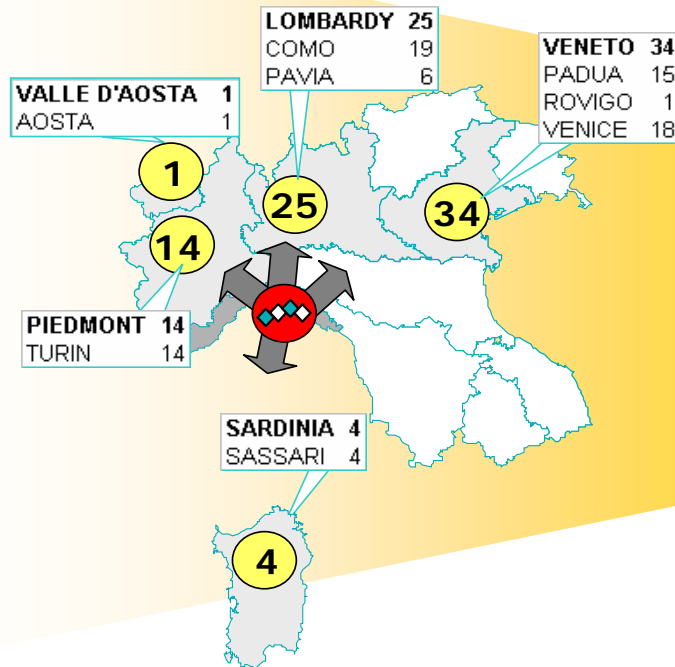 LOMBARDY 25
COMO 19
PAVIA 6
VENETO 34
PADUA 15
ROVIGO 1
VENICE 18
VALLE D'AOSTA 1
AOSTA 1
1
25
34
14
PIEDMONT 14
TURIN 14
SARDINIA 4
SASSARI 4
4